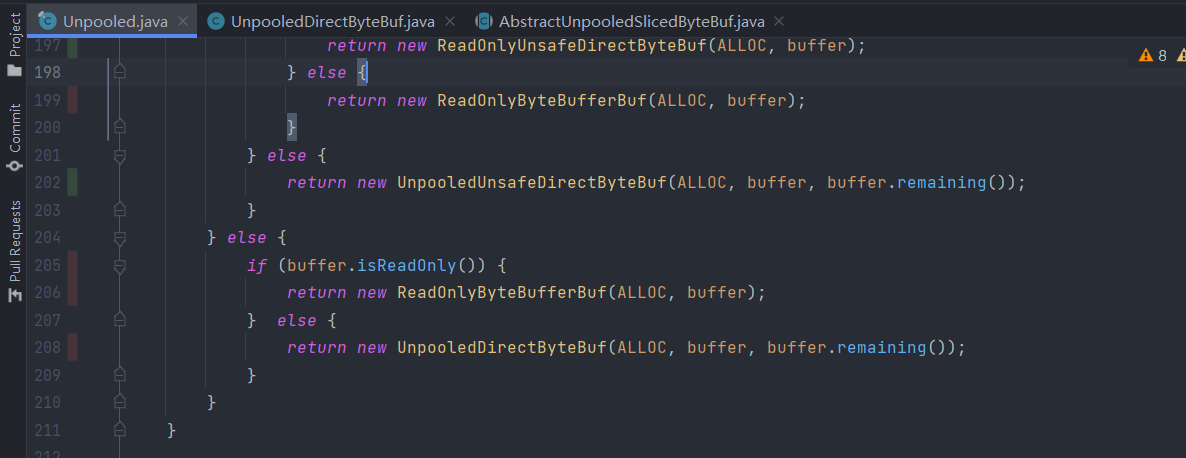 Unpooled.java
UnpooledDirectByteBuf.java
AbstractUnpooledSlicedByteBuf.java
Project
Commit
Pull Requests
8
197 return new ReadOnlyUnsafeDirectByteBuf(ALLOC, buffer);
198 } else {
199 return new ReadOnlyByteBufferBuf(ALLOC, buffer);
200 }
201 } else {
202 return new UnpooledUnsafeDirectByteBuf(ALLOC, buffer, buffer.remaining());
203 }
204 } else {
205 if (buffer.isReadOnly()) {
206 return new ReadOnlyByteBufferBuf(ALLOC, buffer);
207 }  else {
208 return new UnpooledDirectByteBuf(ALLOC, buffer, buffer.remaining());
209 }
210 }
211 }